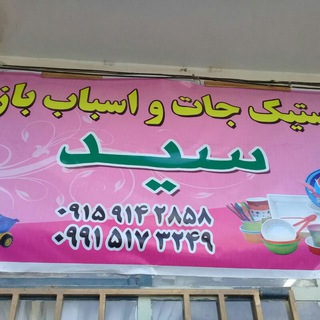 ستیک جات و اسباب باز
سید
۰۹۱۵ ۹۱۴ ۲۸۵۸
۰۹۹۱ ۵۱۷ ۳۲۴۹